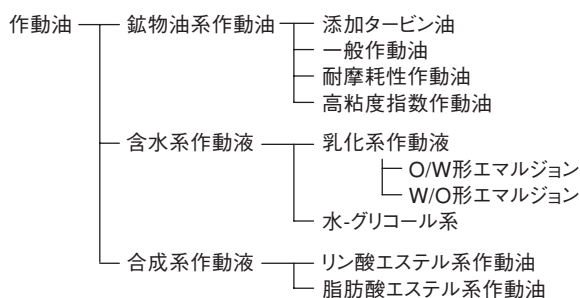 作動油 鉱物油系作動油 添加タービン油
一般作動油
耐摩耗性作動油
高粘度指数作動油
含水系作動液 乳化系作動液
O/W形エマルジョン
W/O形エマルジョン
水-グリコール系
合成系作動液 リン酸エステル系作動油
脂肪酸エステル系作動油